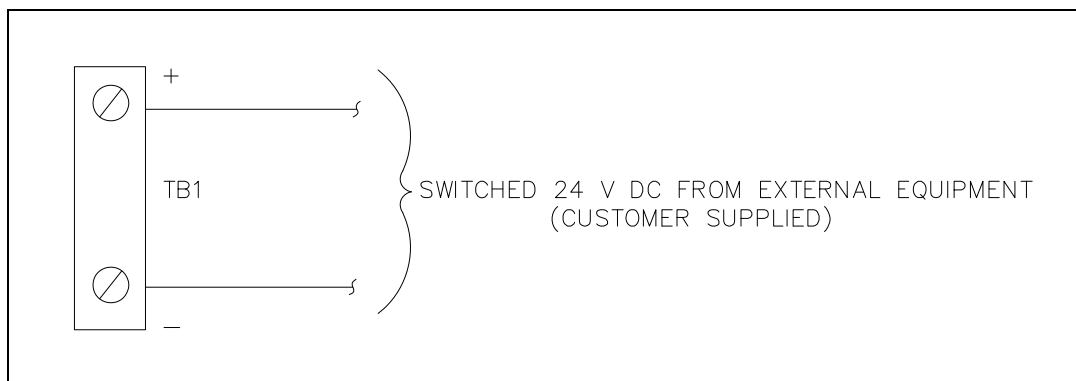 +
TB1
SWITCHED 24 V DC FROM EXTERNAL EQUIPMENT
(CUSTOMER SUPPLIED)
–